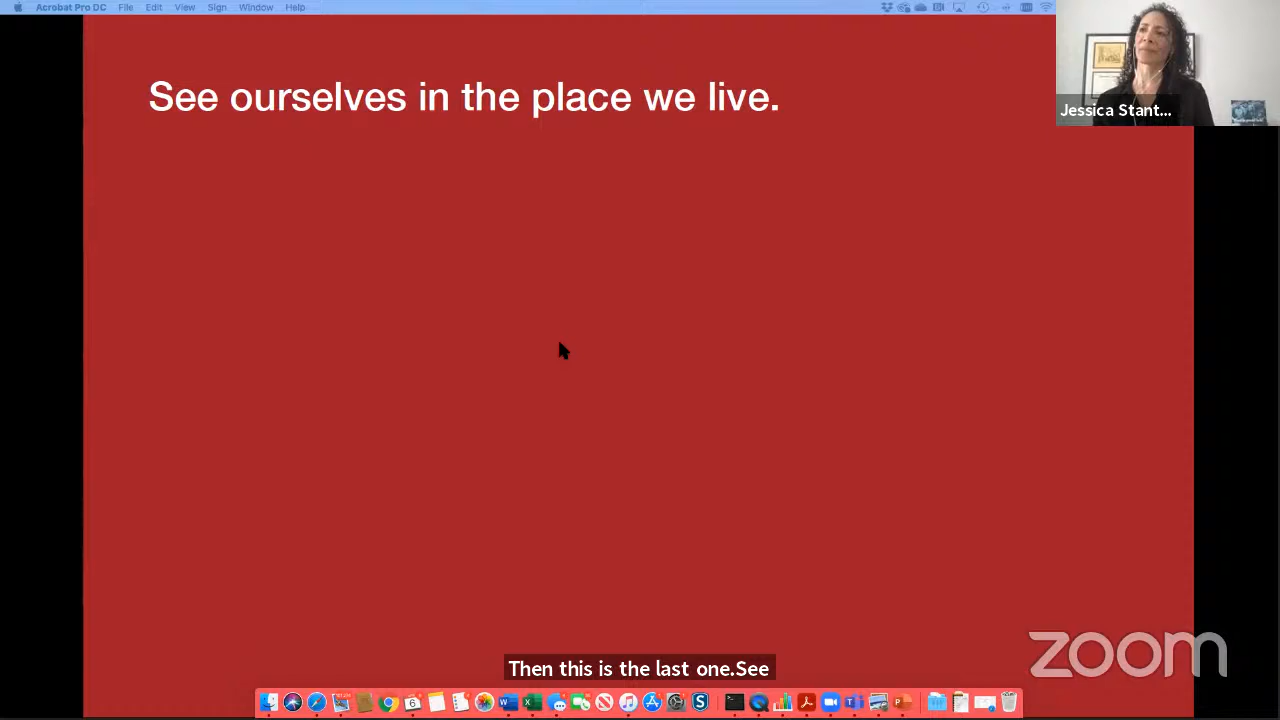 Acrobat Pro DC File Edit View Sign Window Help
See ourselves in the place we live.
Jessica Stant...
zoom
Then this is the last one.See
6